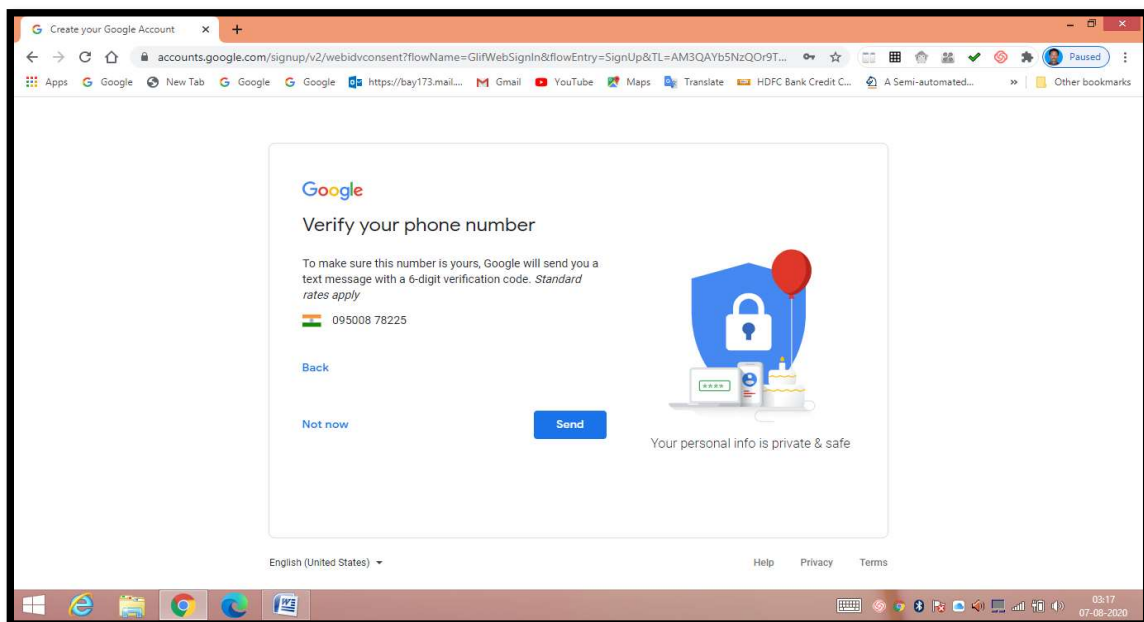 Create your Google Account
accounts.google.com/signup/v2/webidvconsent?flowName=GlifWebSignIn&flowEntry=SignUp&TL=AM3QAYb5NzQOr9T...
Paused
Apps Google New Tab Google Google https://bay173.mail.... Gmail YouTube Maps Translate HDFC Bank Credit C... A Semi-automated... » Other bookmarks
Google
Verify your phone number
To make sure this number is yours, Google will send you a
text message with a 6-digit verification code. Standard
rates apply
095008 78225
Back
Not now
Send
****
Your personal info is private & safe
English (United States)
Help Privacy Terms
03:17
07-08-2020